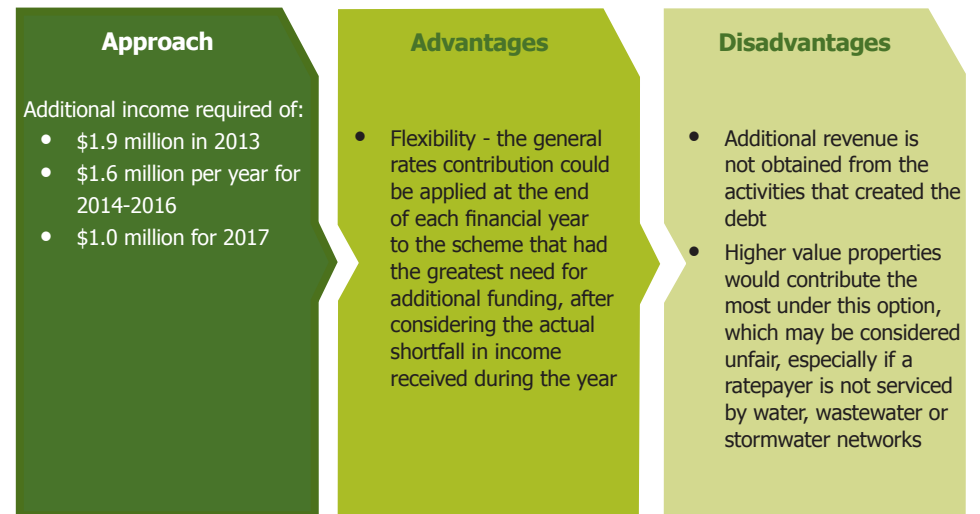 Approach
Additional income required of:
• $1.9 million in 2013
• $1.6 million per year for
2014-2016
• $1.0 million for 2017
Advantages
• Flexibility - the general
rates contribution could
be applied at the end
of each financial year
to the scheme that had
the greatest need for
additional funding, after
considering the actual
shortfall in income
received during the year
Disadvantages
• Additional revenue is
not obtained from the
activities that created the
debt
• Higher value properties
would contribute the
most under this option,
which may be considered
unfair, especially if a
ratepayer is not serviced
by water, wastewater or
stormwater networks